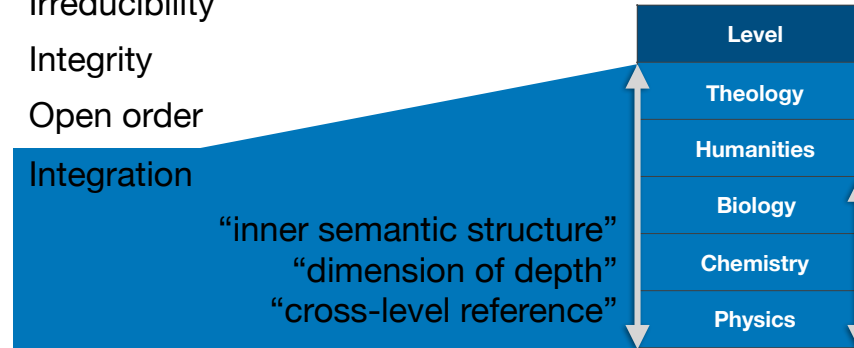 Irreducibility
Integrity
Open order
Integration
“inner semantic structure”
“dimension of depth”
“cross-level reference”
Level
Theology
Humanities
Biology
Chemistry
Physics